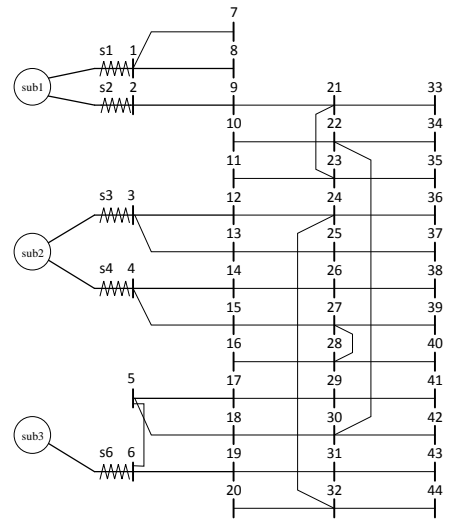 7
s1 1 8
sub1
s2 2 9 21 33
10 22 34
11 23 35
s3 3 12 24 36
13 25 37
sub2
s4 4 14 26 38
15 27 39
16 28 40
5 17 29 41
18 30 42
sub3
s6 6 19 31 43
20 32 44